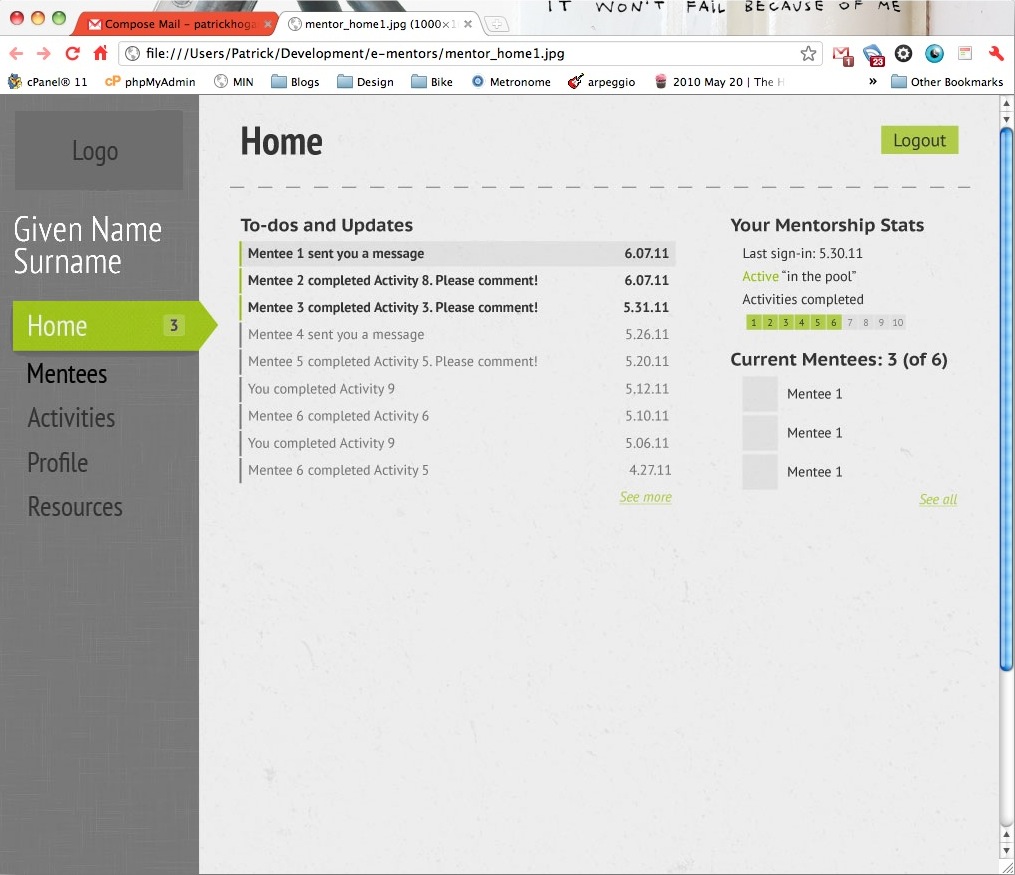 IT WON'T FAIL BECAUSE OF ME
Compose Mail – patrickhoga
mentor_home1.jpg (1000×1
file:///Users/Patrick/Development/e-mentors/mentor_home1.jpg
1
23
cPanel® 11 phpMyAdmin MIN Blogs Design Bike Metronome arpeggio 2010 May 20 | The H » Other Bookmarks
Logo
Given Name
Surname
Home 3
Mentees
Activities
Profile
Resources
Home
Logout
To-dos and Updates
Mentee 1 sent you a message 6.07.11
Mentee 2 completed Activity 8. Please comment! 6.07.11
Mentee 3 completed Activity 3. Please comment! 5.31.11
Mentee 4 sent you a message 5.26.11
Mentee 5 completed Activity 5. Please comment! 5.20.11
You completed Activity 9 5.12.11
Mentee 6 completed Activity 6 5.10.11
You completed Activity 9 5.06.11
Mentee 6 completed Activity 5 4.27.11
See more
Your Mentorship Stats
Last sign-in: 5.30.11
Active “in the pool”
Activities completed
1 2 3 4 5 6 7 8 9 10
Current Mentees: 3 (of 6)
Mentee 1
Mentee 1
Mentee 1
See all